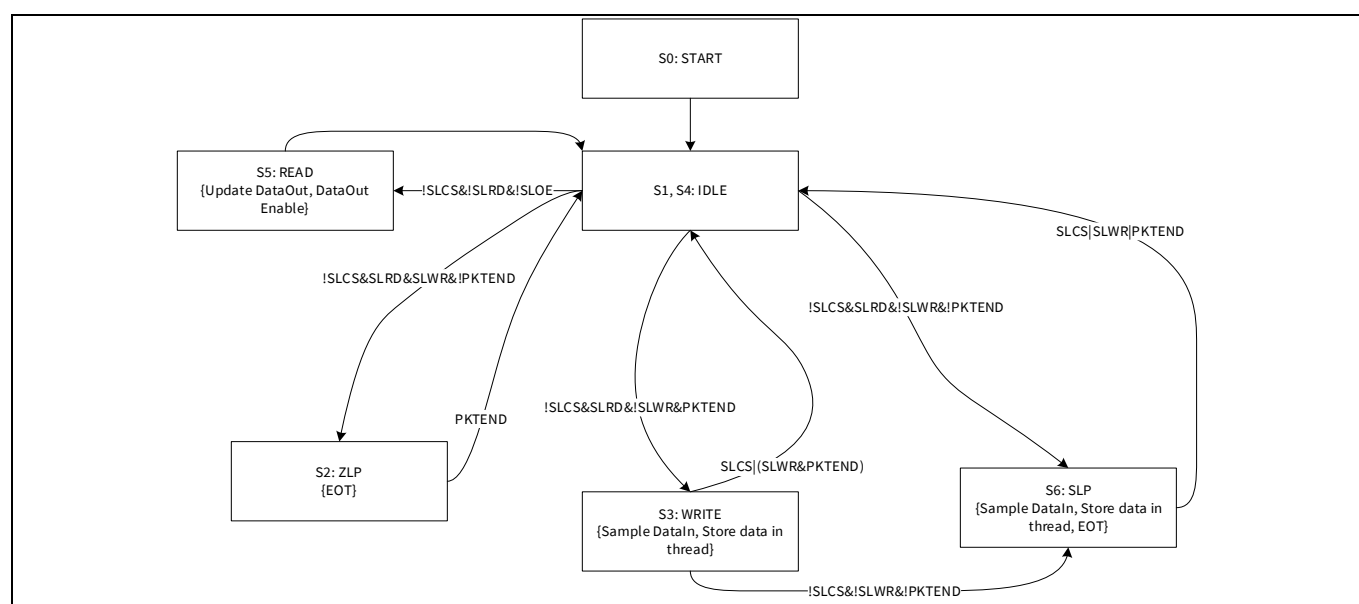 S0: START
S5: READ
{Update DataOut, DataOut
Enable}
!SLCS&!SLRD&!SLOE
S1, S4: IDLE
SLCS|SLWR|PKTEND
!SLCS&SLRD&SLWR&!PKTEND
!SLCS&SLRD&!SLWR&!PKTEND
!SLCS&SLRD&!SLWR&PKTEND
PKTEND
SLCS|(SLWR&PKTEND)
S2: ZLP
{EOT}
S3: WRITE
{Sample DataIn, Store data in
thread}
S6: SLP
{Sample DataIn, Store data in
thread, EOT}
!SLCS&!SLWR&!PKTEND